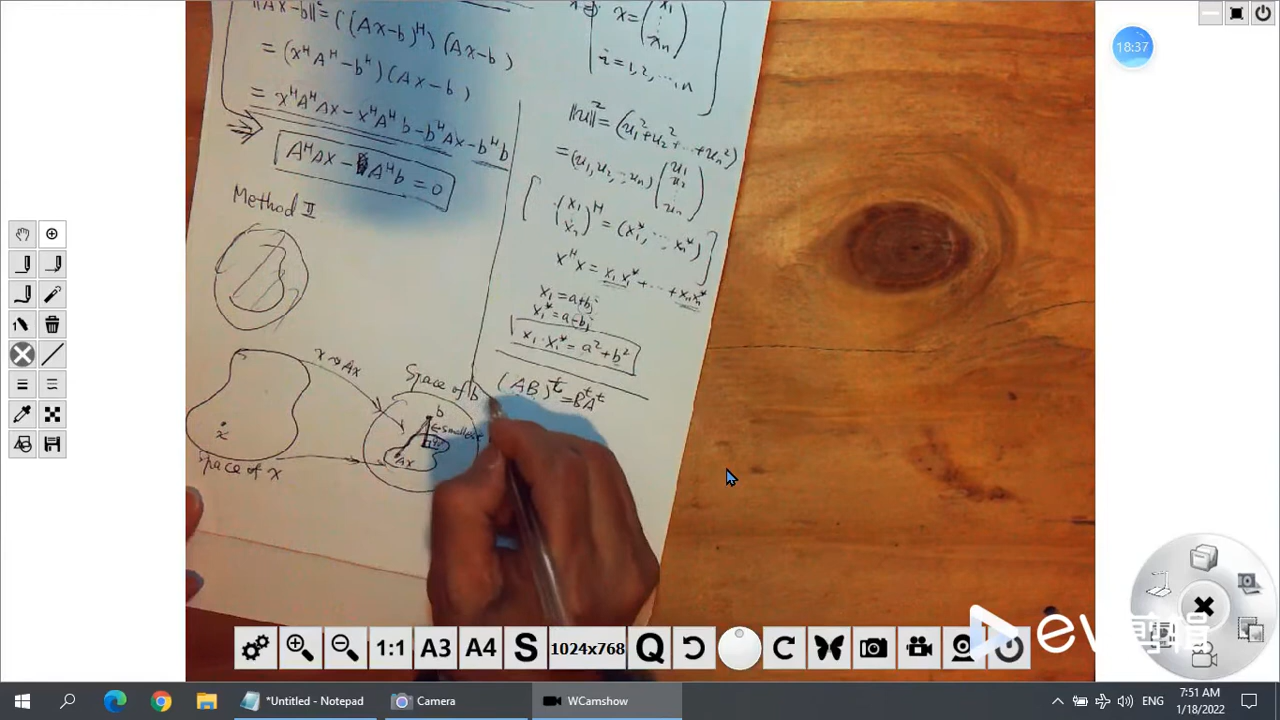 ||Ax-b||² = ((Ax-b)ᴴ)(Ax-b)
= (xᴴAᴴ-bᴴ)(Ax-b)
= xᴴAᴴAx - xᴴAᴴb - bᴴAx - bᴴb
AᴴAx - Aᴴb = 0
Method II
x → Ax
Space of b
b
smallest
Ax
x
Space of x
x = (x₁ ⋮ xₙ)
i = 1, 2, ..., n
||u||² = (u₁²+u₂²+...+uₙ²)
= (u₁, u₂, ..., uₙ) (u₁ u₂ ⋮ uₙ)
(x₁ ⋮ xₙ)ᴴ = (x₁*, ..., xₙ*)
xᴴx = x₁x₁* + ... + xₙxₙ*
x₁ = a+bj
x₁* = a-bj
x₁·x₁* = a²+b²
(AB)ᵗ = BᵗAᵗ
18:37
1:1
A3
A4
S
1024x768
Q
*Untitled - Notepad
Camera
WCamshow
ENG
7:51 AM
1/18/2022